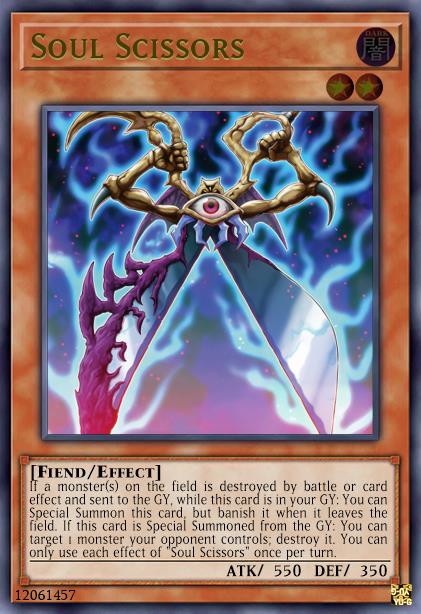 Soul Scissors
DARK
闇
[Fiend/Effect]
If a monster(s) on the field is destroyed by battle or card
effect and sent to the GY, while this card is in your GY: You can
Special Summon this card, but banish it when it leaves the
field. If this card is Special Summoned from the GY: You can
target 1 monster your opponent controls; destroy it. You can
only use each effect of "Soul Scissors" once per turn.
ATK/ 550 DEF/ 350
12061457